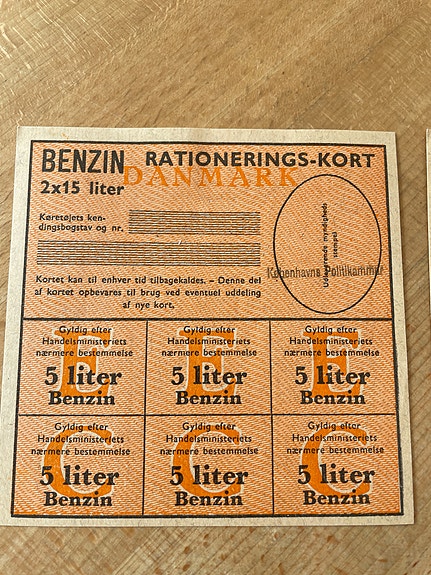 BENZIN RATIONERINGS-KORT
DANMARK
2x15 liter
Køretøjets ken-
dingsbogstav og nr.
Udleverende myndigheds
stempel
Københavns Politikammer
Kortet kan til enhver tid tilbagekaldes. – Denne del
af kortet opbevares til brug ved eventuel uddeling
af nye kort.
Gyldig efter
Handelsministeriets
nærmere bestemmelse
E
5 liter
Benzin
Gyldig efter
Handelsministeriets
nærmere bestemmelse
E
5 liter
Benzin
Gyldig efter
Handelsministeriets
nærmere bestemmelse
E
5 liter
Benzin
Gyldig efter
Handelsministeriets
nærmere bestemmelse
C
5 liter
Benzin
Gyldig efter
Handelsministeriets
nærmere bestemmelse
C
5 liter
Benzin
Gyldig efter
Handelsministeriets
nærmere bestemmelse
C
5 liter
Benzin